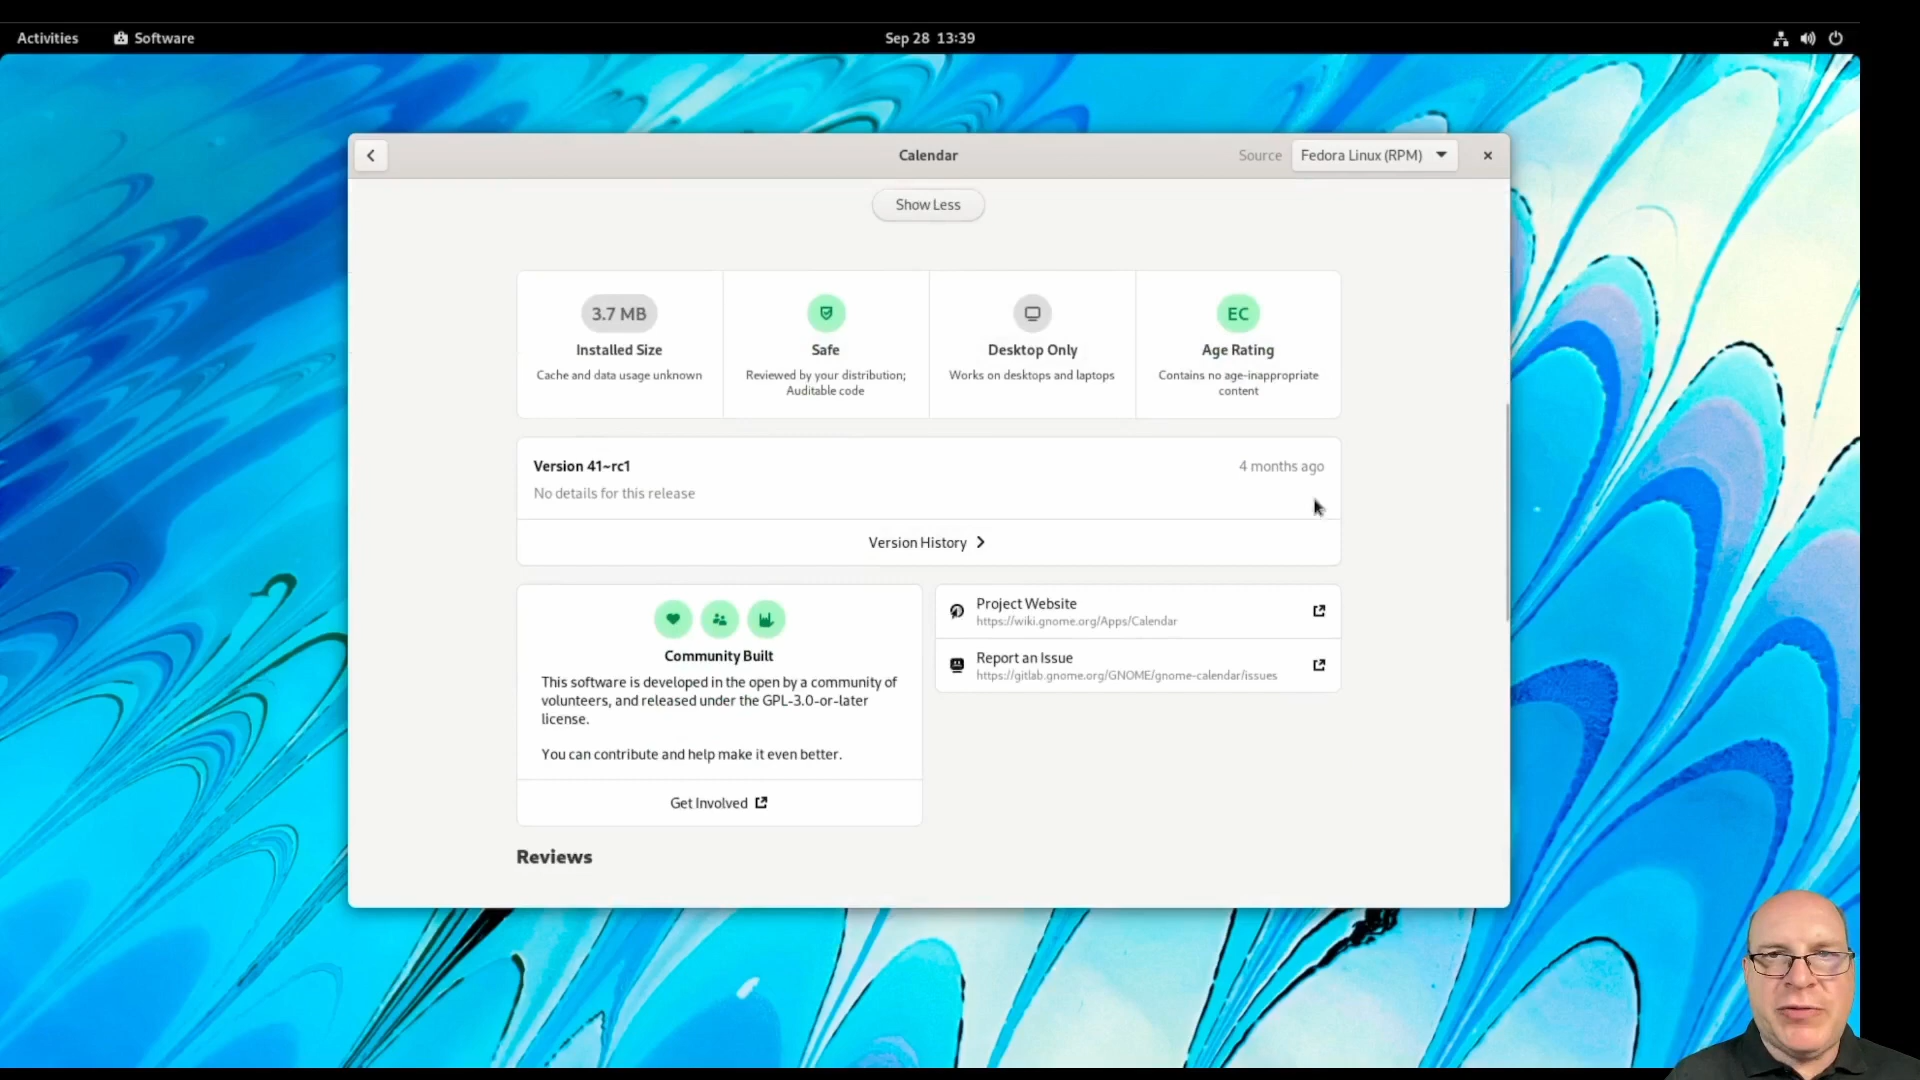 Activities
Software
Sep 28 13:39
Calendar
Source
Fedora Linux (RPM)
Show Less
3.7 MB
Installed Size
Cache and data usage unknown
Safe
Reviewed by your distribution;
Auditable code
Desktop Only
Works on desktops and laptops
EC
Age Rating
Contains no age-inappropriate
content
Version 41~rc1
4 months ago
No details for this release
Version History
Community Built
This software is developed in the open by a community of
volunteers, and released under the GPL-3.0-or-later
license.
You can contribute and help make it even better.
Get Involved
Project Website
https://wiki.gnome.org/Apps/Calendar
Report an Issue
https://gitlab.gnome.org/GNOME/gnome-calendar/issues
Reviews